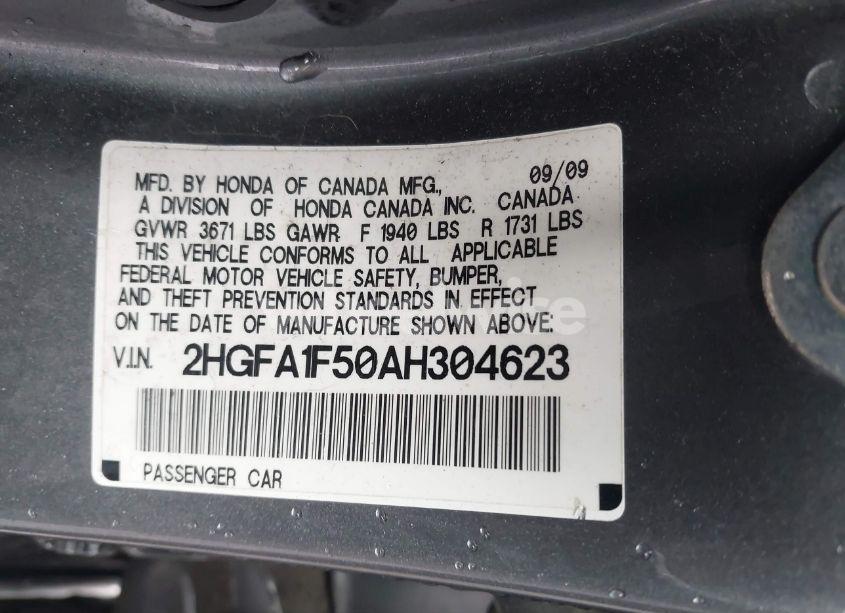 09/09
MFD. BY HONDA OF CANADA MFG.,
A DIVISION OF HONDA CANADA INC. CANADA
GVWR 3671 LBS GAWR F 1940 LBS R 1731 LBS
THIS VEHICLE CONFORMS TO ALL APPLICABLE
FEDERAL MOTOR VEHICLE SAFETY, BUMPER,
AND THEFT PREVENTION STANDARDS IN EFFECT
ON THE DATE OF MANUFACTURE SHOWN ABOVE:
V.I.N. 2HGFA1F50AH304623
PASSENGER CAR